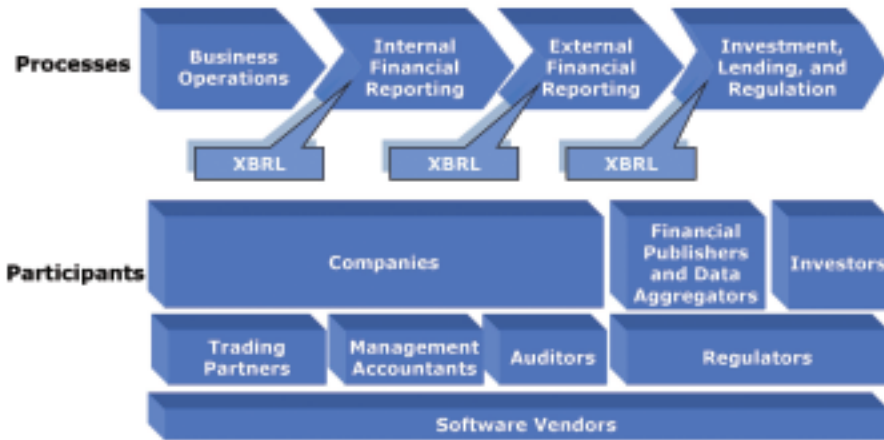 Processes
Business
Operations
Internal
Financial
Reporting
External
Financial
Reporting
Investment,
Lending, and
Regulation
XBRL
XBRL
XBRL
Participants
Companies
Financial
Publishers
and Data
Aggregators
Investors
Trading
Partners
Management
Accountants
Auditors
Regulators
Software Vendors